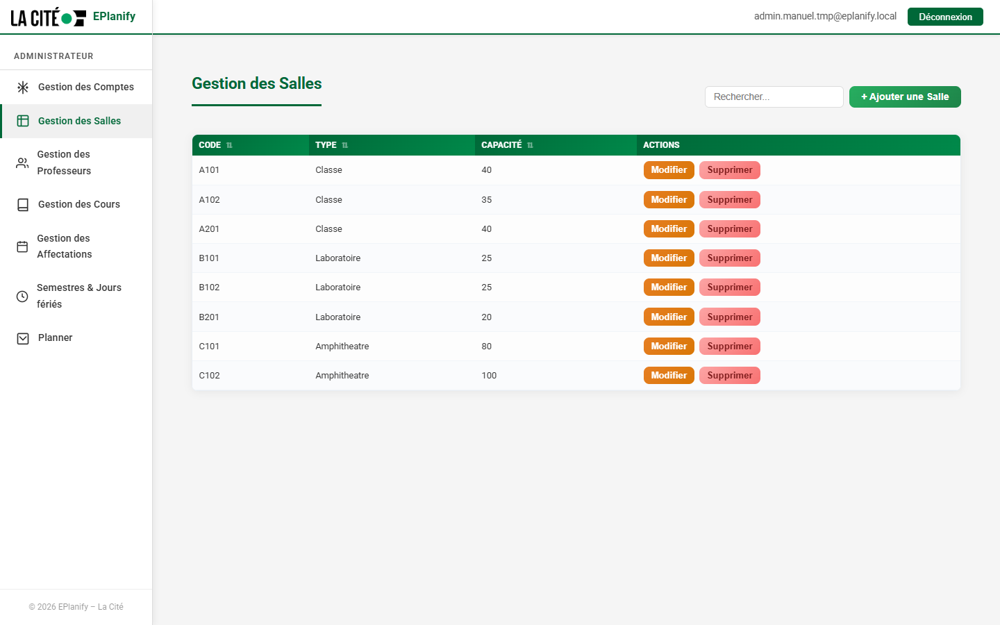 LA CITÉ EPlanify
admin.manuel.tmp@eplanify.local Déconnexion
ADMINISTRATEUR
Gestion des Comptes
Gestion des Salles
Gestion des
Professeurs
Gestion des Cours
Gestion des
Affectations
Semestres & Jours
fériés
Planner
© 2026 EPlanify – La Cité
Gestion des Salles
Rechercher... + Ajouter une Salle
CODE ⇅ TYPE ⇅ CAPACITÉ ⇅ ACTIONS
A101 Classe 40 Modifier Supprimer
A102 Classe 35 Modifier Supprimer
A201 Classe 40 Modifier Supprimer
B101 Laboratoire 25 Modifier Supprimer
B102 Laboratoire 25 Modifier Supprimer
B201 Laboratoire 20 Modifier Supprimer
C101 Amphitheatre 80 Modifier Supprimer
C102 Amphitheatre 100 Modifier Supprimer